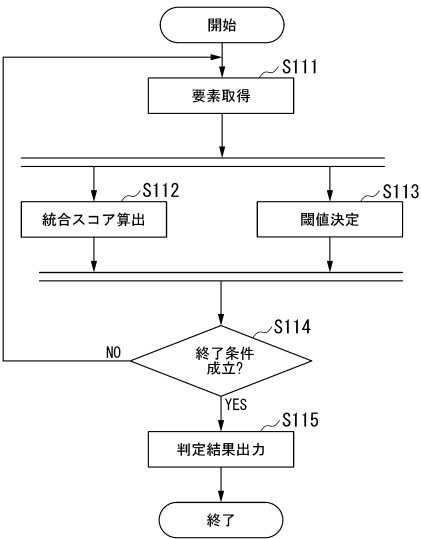 開始
S111
要素取得
S112
統合スコア算出
S113
閾値決定
S114
終了条件
成立?
NO
YES
S115
判定結果出力
終了